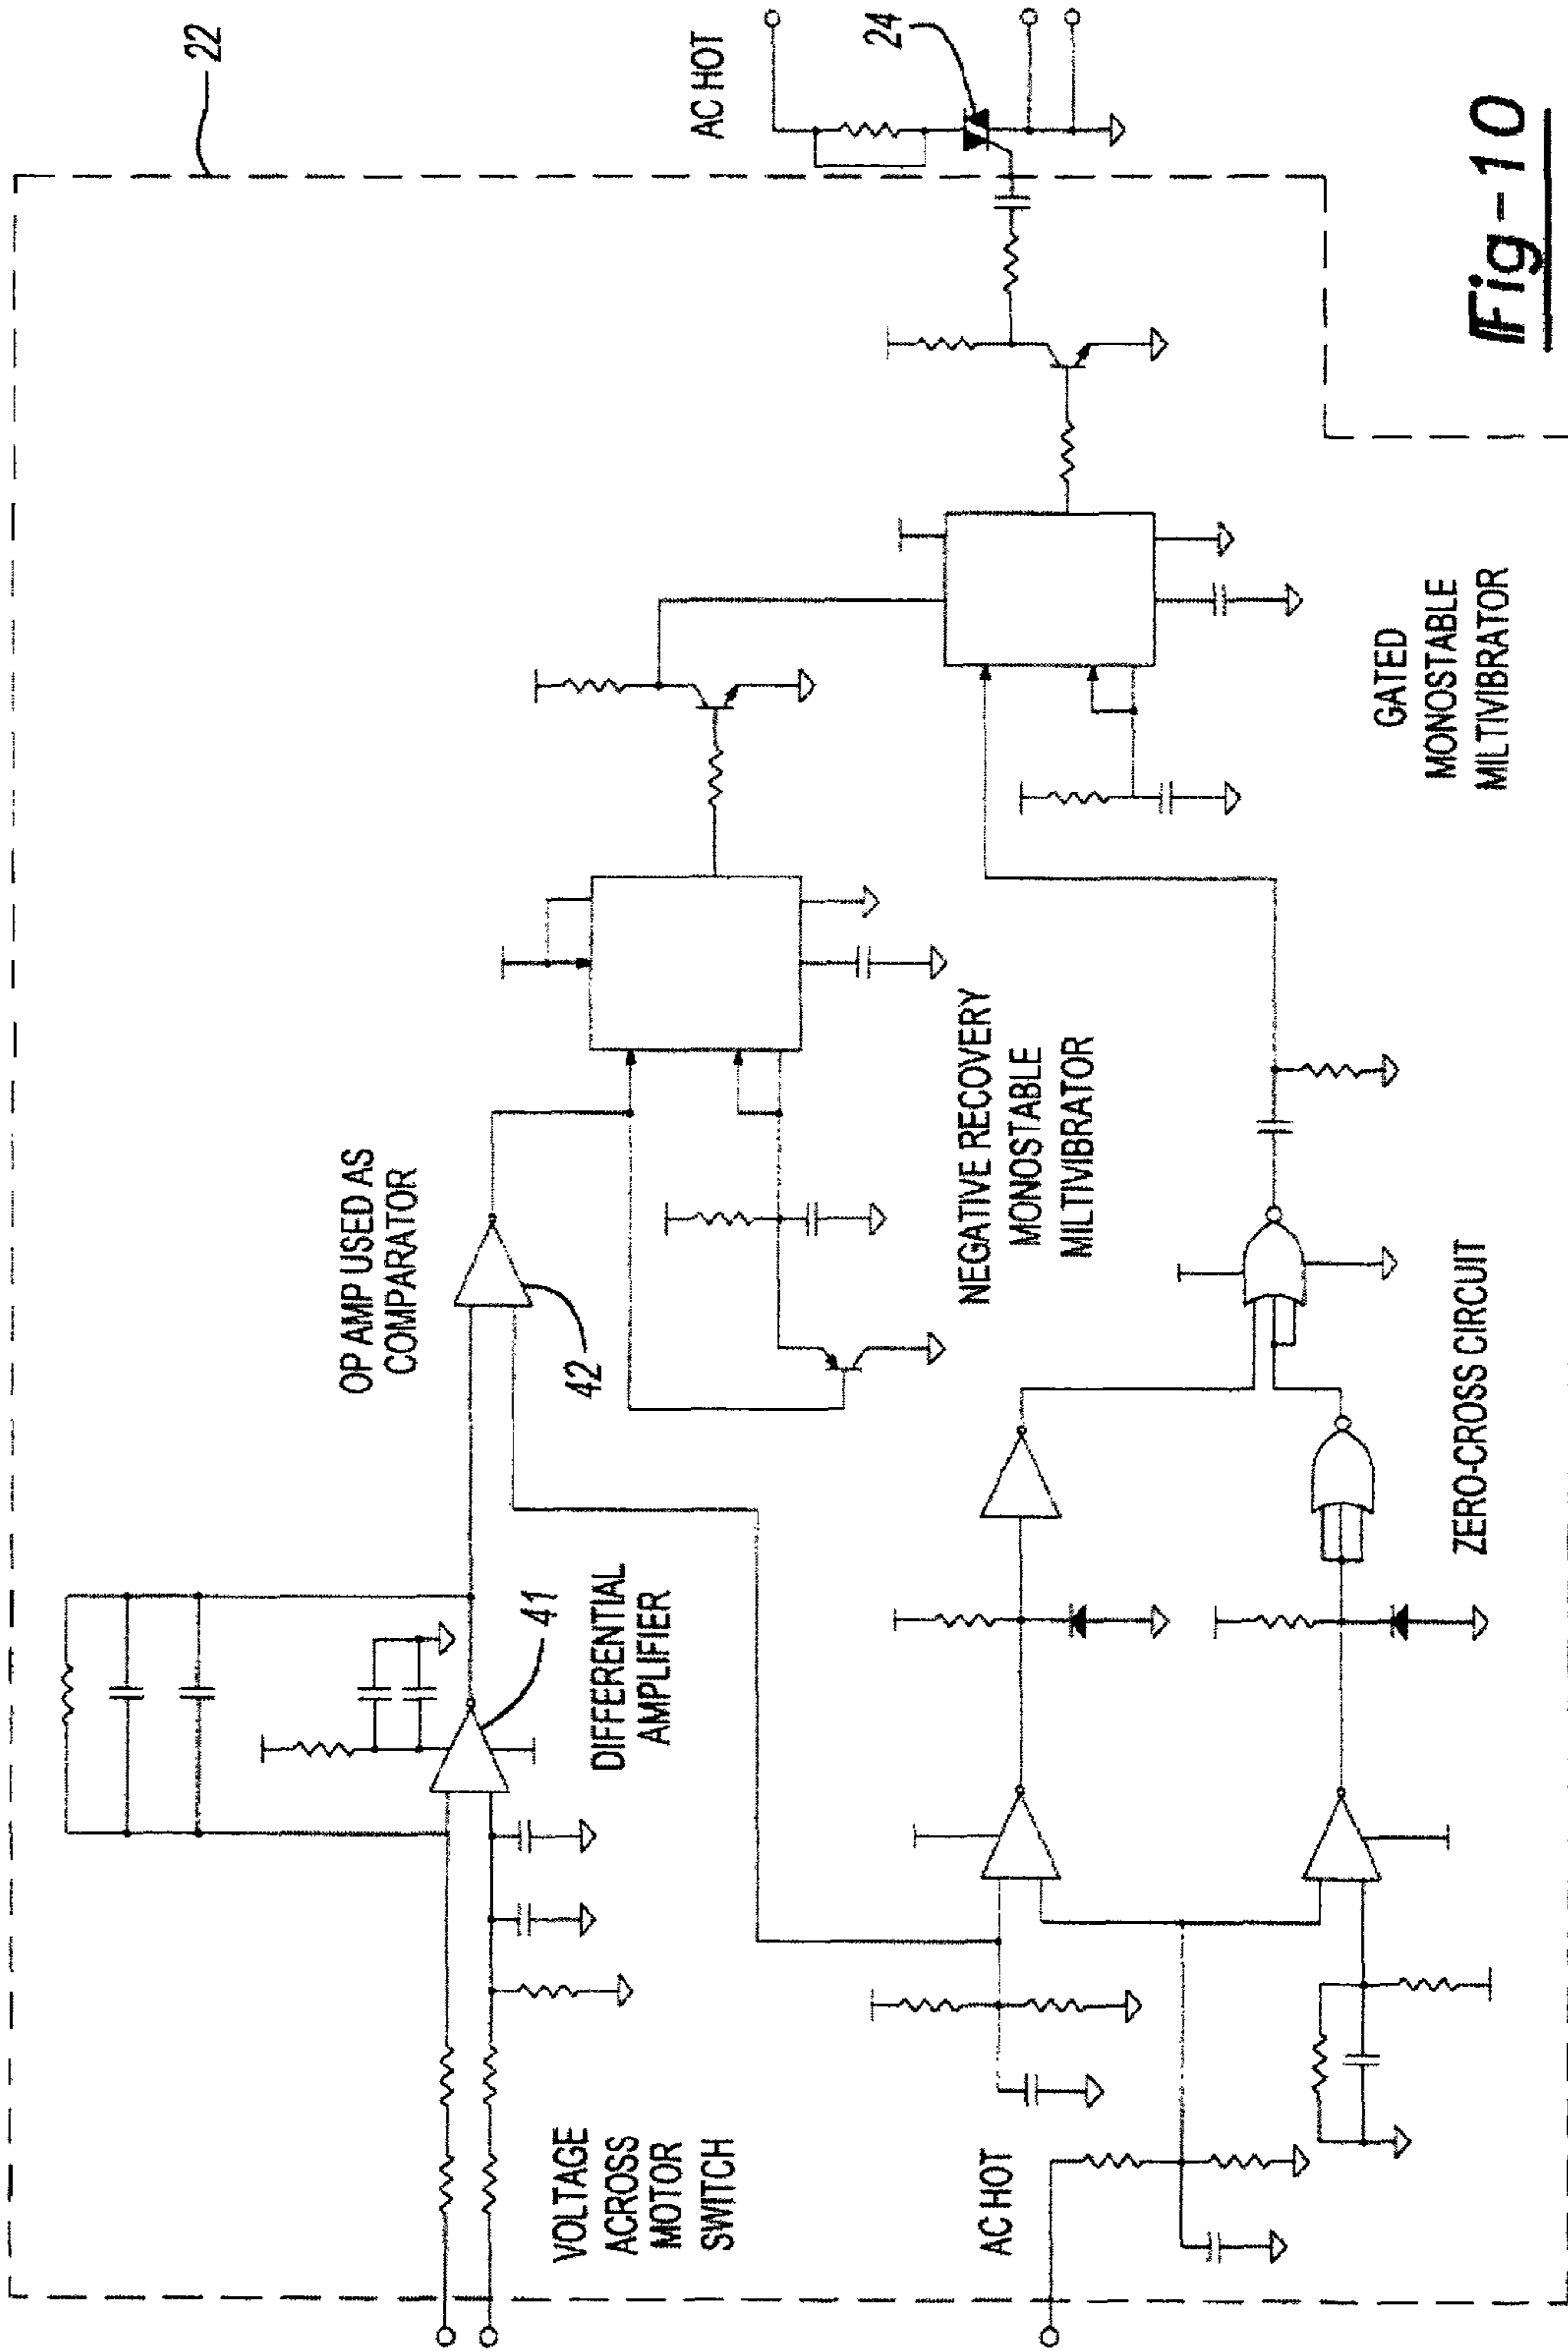 22
AC HOT
24
OP AMP USED AS
COMPARATOR
42
DIFFERENTIAL
AMPLIFIER
41
VOLTAGE
ACROSS
MOTOR
SWITCH
NEGATIVE RECOVERY
MONOSTABLE
MILTIVIBRATOR
GATED
MONOSTABLE
MILTIVIBRATOR
AC HOT
ZERO-CROSS CIRCUIT
Fig-10